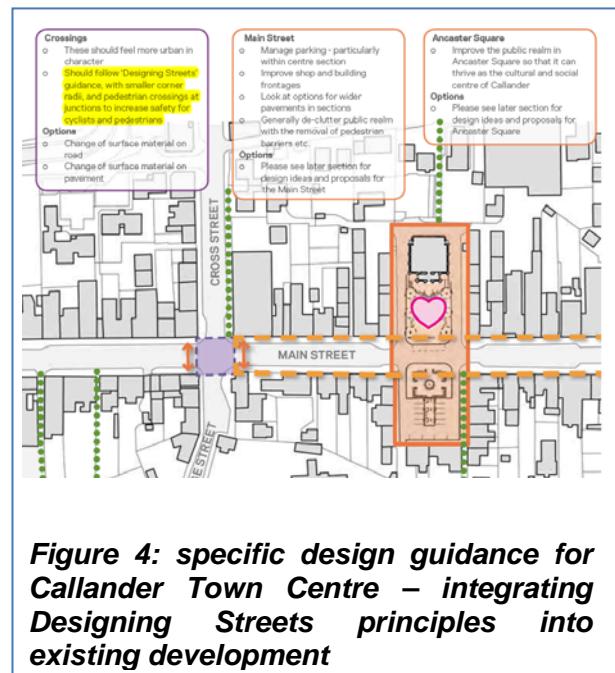 Crossings
o These should feel more urban in
character
o Should follow 'Designing Streets'
guidance, with smaller corner
radii, and pedestrian crossings at
junctions to increase safety for
cyclists and pedestrians
Options
o Change of surface material on
road
o Change of surface material on
pavement
Main Street
o Manage parking - particularly
within centre section
o Improve shop and building
frontages
o Look at options for wider
pavements in sections
o Generally de-clutter public realm
with the removal of pedestrian
barriers etc.
Options
o Please see later section for
design ideas and proposals for
the Main Street
Ancaster Square
o Improve the public realm in
Ancaster Square so that it can
thrive as the cultural and social
centre of Callander
Options
o Please see later section for
design ideas and proposals for
Ancaster Square
CROSS STREET
MAIN STREET
SE STREET
Figure 4: specific design guidance for
Callander Town Centre – integrating
Designing Streets principles into
existing development